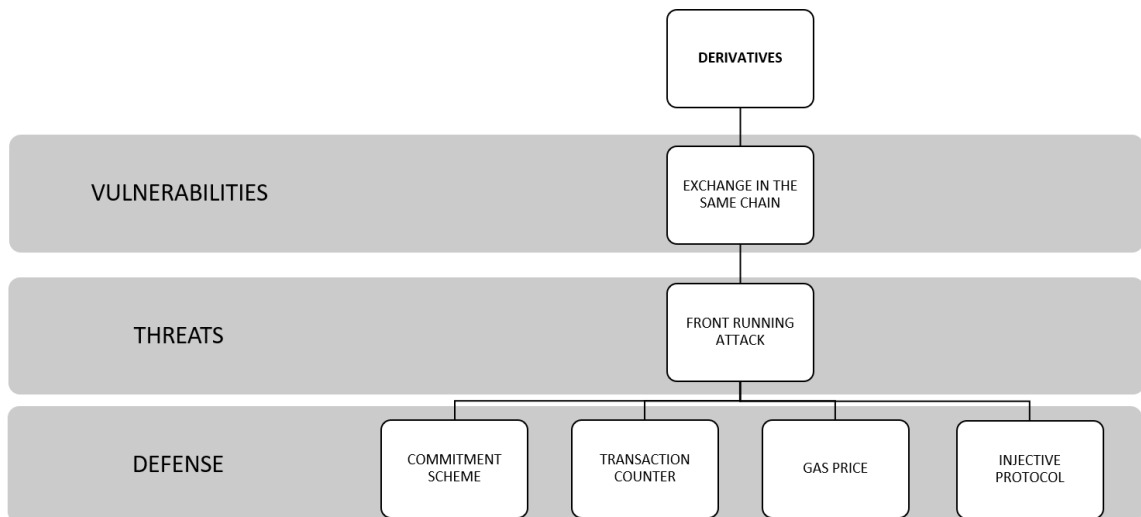 DERIVATIVES
VULNERABILITIES
EXCHANGE IN THE
SAME CHAIN
THREATS
FRONT RUNNING
ATTACK
DEFENSE
COMMITMENT
SCHEME
TRANSACTION
COUNTER
GAS PRICE
INJECTIVE
PROTOCOL